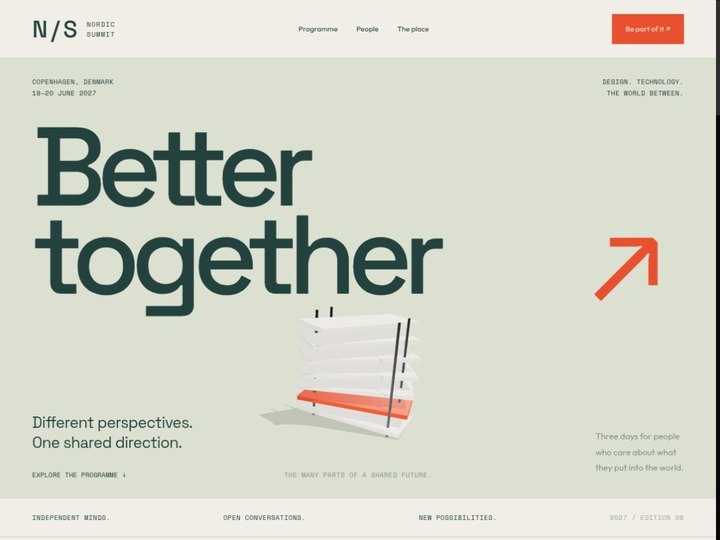 N/S
NORDIC
SUMMIT
Programme
People
The place
Be part of it ↗
COPENHAGEN, DENMARK
18–20 JUNE 2027
DESIGN. TECHNOLOGY.
THE WORLD BETWEEN.
Better
together
Different perspectives.
One shared direction.
Three days for people
who care about what
they put into the world.
EXPLORE THE PROGRAMME ↓
THE MANY PARTS OF A SHARED FUTURE.
INDEPENDENT MINDS.
OPEN CONVERSATIONS.
NEW POSSIBILITIES.
2027 / EDITION 08